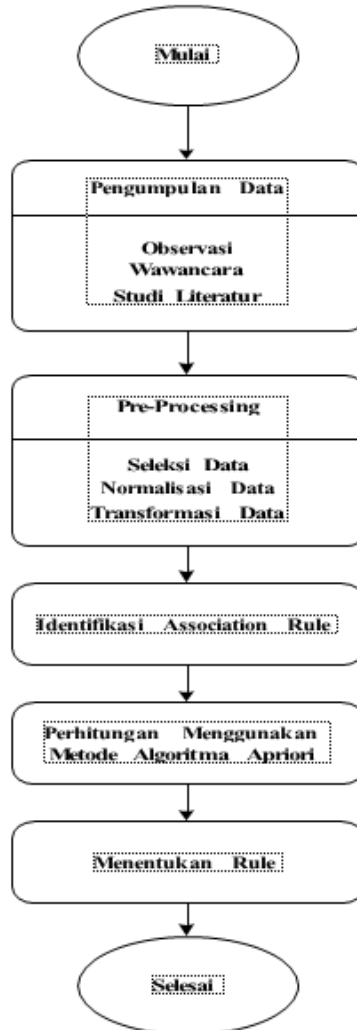 Mulai
Pengumpulan Data
Observasi
Wawancara
Studi Literatur
Pre-Processing
Seleksi Data
Normalisasi Data
Transformasi Data
Identifikasi Association Rule
Perhitungan Menggunakan
Metode Algoritma Apriori
Menentukan Rule
Selesai